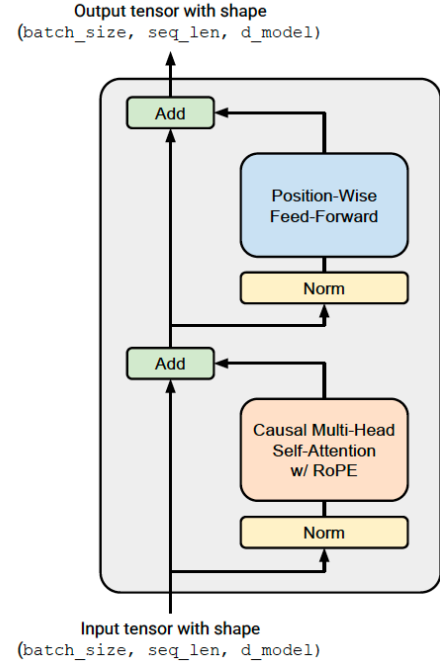 Output tensor with shape
(batch_size, seq_len, d_model)
Add
Position-Wise
Feed-Forward
Norm
Add
Causal Multi-Head
Self-Attention
w/ RoPE
Norm
Input tensor with shape
(batch_size, seq_len, d_model)